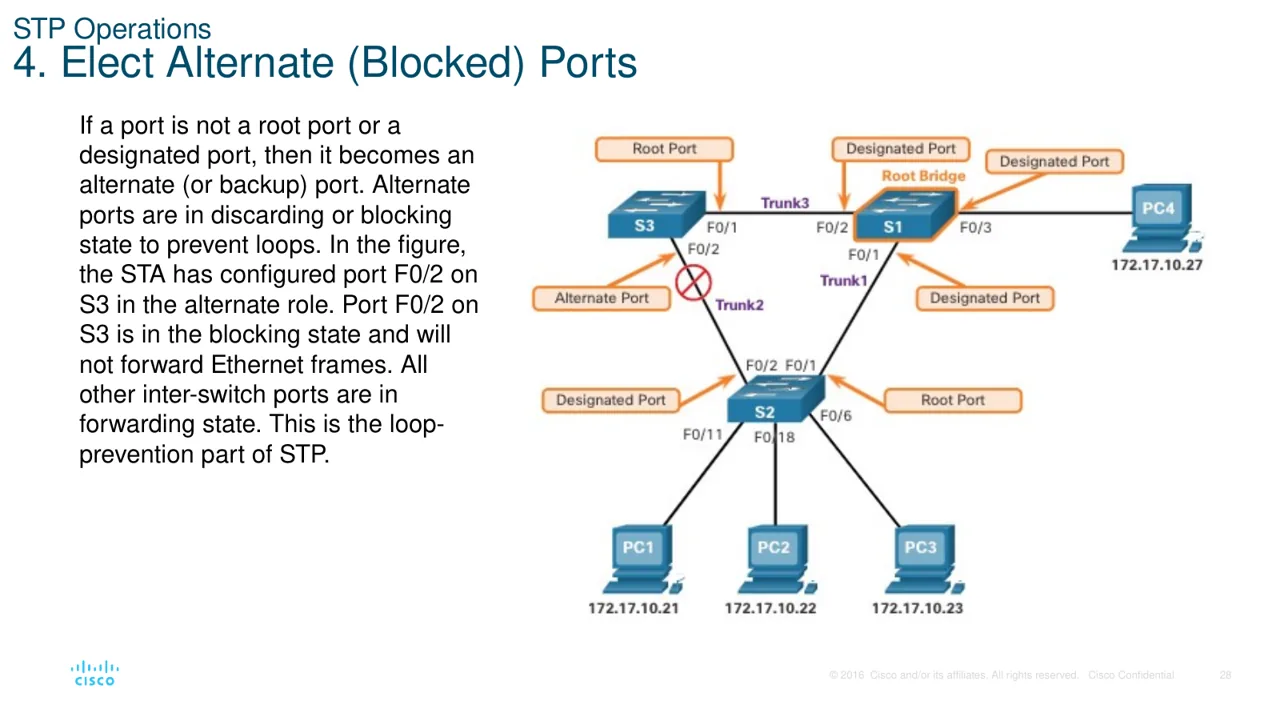 STP Operations
4. Elect Alternate (Blocked) Ports
If a port is not a root port or a
designated port, then it becomes an
alternate (or backup) port. Alternate
ports are in discarding or blocking
state to prevent loops. In the figure,
the STA has configured port F0/2 on
S3 in the alternate role. Port F0/2 on
S3 is in the blocking state and will
not forward Ethernet frames. All
other inter-switch ports are in
forwarding state. This is the loop-
prevention part of STP.
Root Port
Designated Port
Designated Port
Root Bridge
Trunk3
S3
F0/1
F0/2
S1
F0/3
PC4
F0/2
F0/1
172.17.10.27
Trunk1
Alternate Port
Trunk2
Designated Port
F0/2 F0/1
Designated Port
S2
Root Port
F0/6
F0/11
F0/18
PC1
PC2
PC3
172.17.10.21
172.17.10.22
172.17.10.23
CISCO
© 2016 Cisco and/or its affiliates. All rights reserved. Cisco Confidential
28